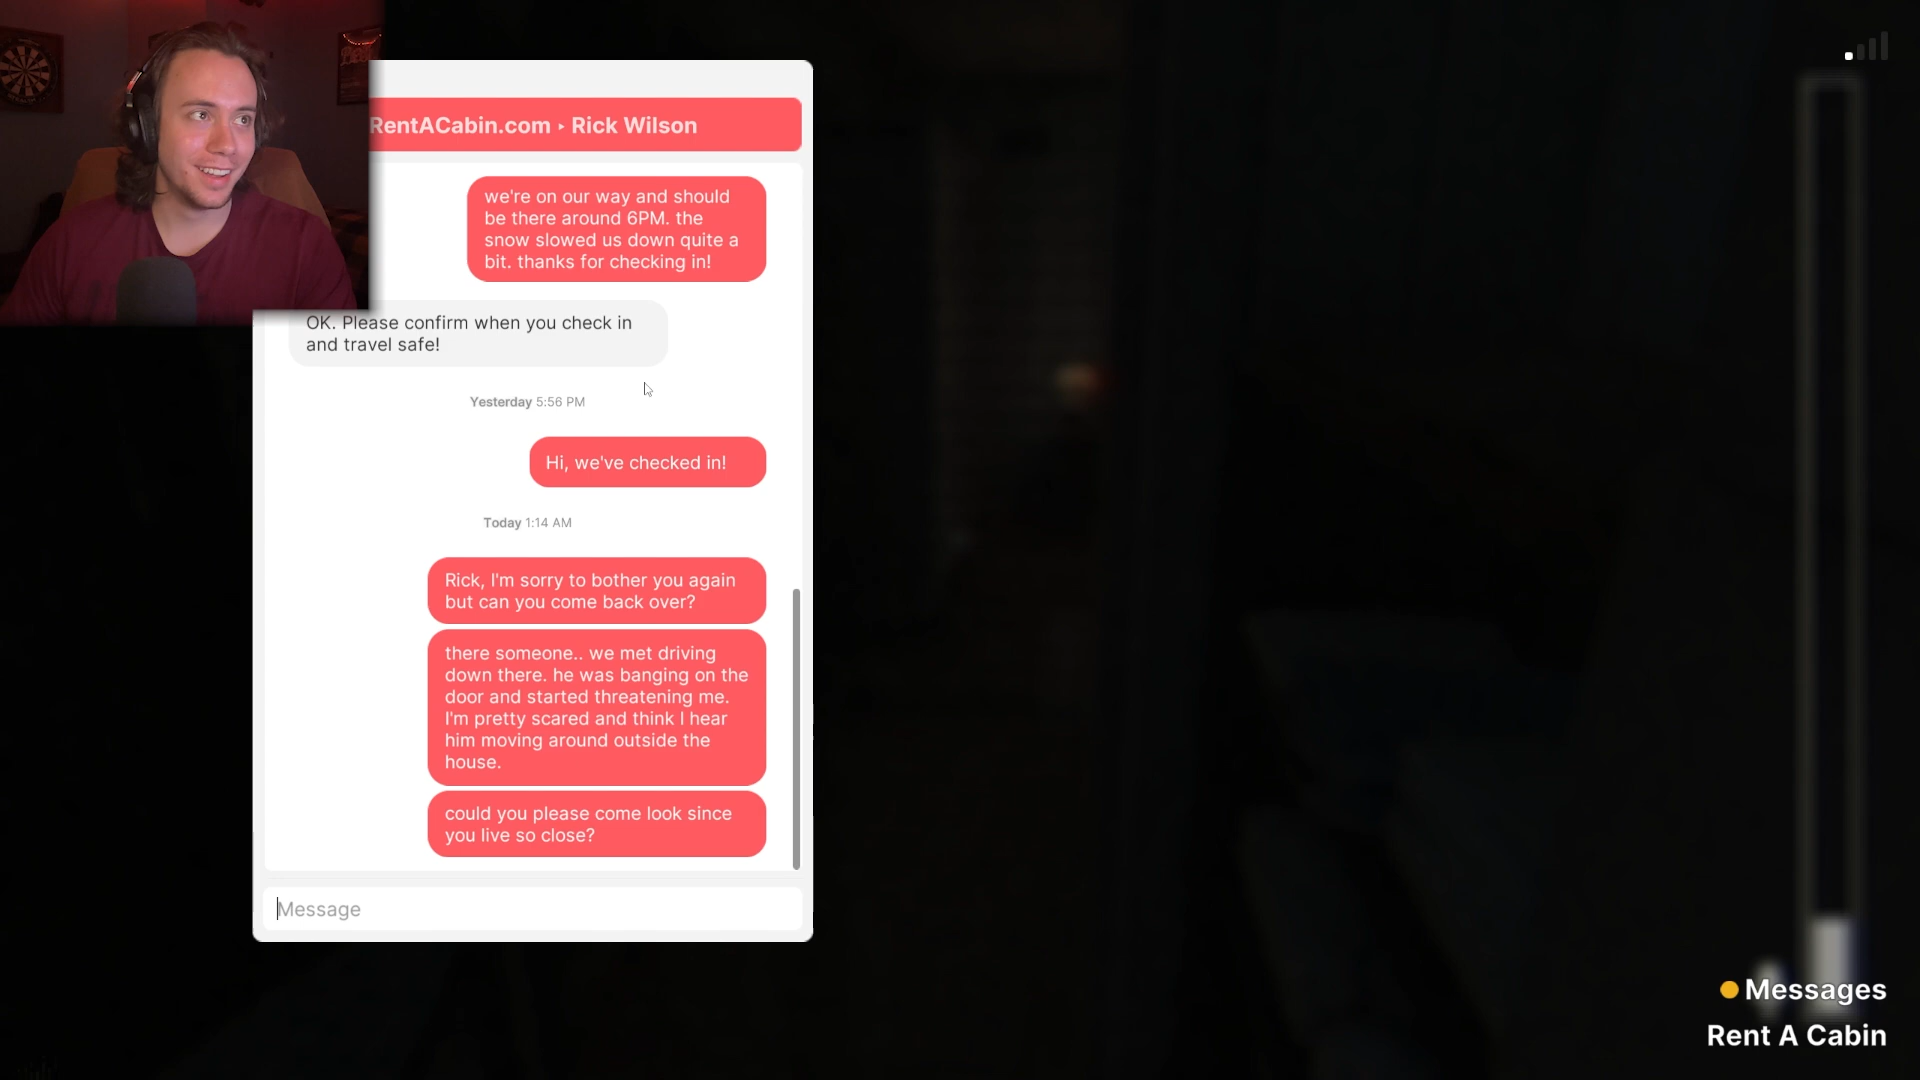 RentACabin.com ‣ Rick Wilson
we're on our way and should
be there around 6PM. the
snow slowed us down quite a
bit. thanks for checking in!
OK. Please confirm when you check in
and travel safe!
Yesterday 5:56 PM
Hi, we've checked in!
Today 1:14 AM
Rick, I'm sorry to bother you again
but can you come back over?
there someone.. we met driving
down there. he was banging on the
door and started threatening me.
I'm pretty scared and think I hear
him moving around outside the
house.
could you please come look since
you live so close?
Message
Messages
Rent A Cabin